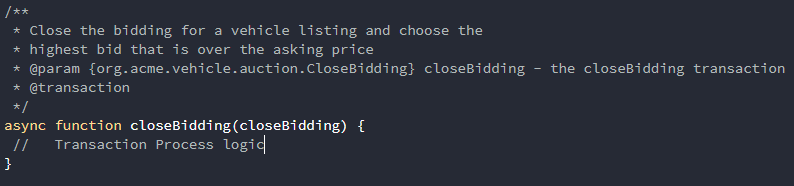 /**
 * Close the bidding for a vehicle listing and choose the
 * highest bid that is over the asking price
 * @param {org.acme.vehicle.auction.CloseBidding} closeBidding - the closeBidding transaction
 * @transaction
 */
async function closeBidding(closeBidding) {
 //   Transaction Process logic
}